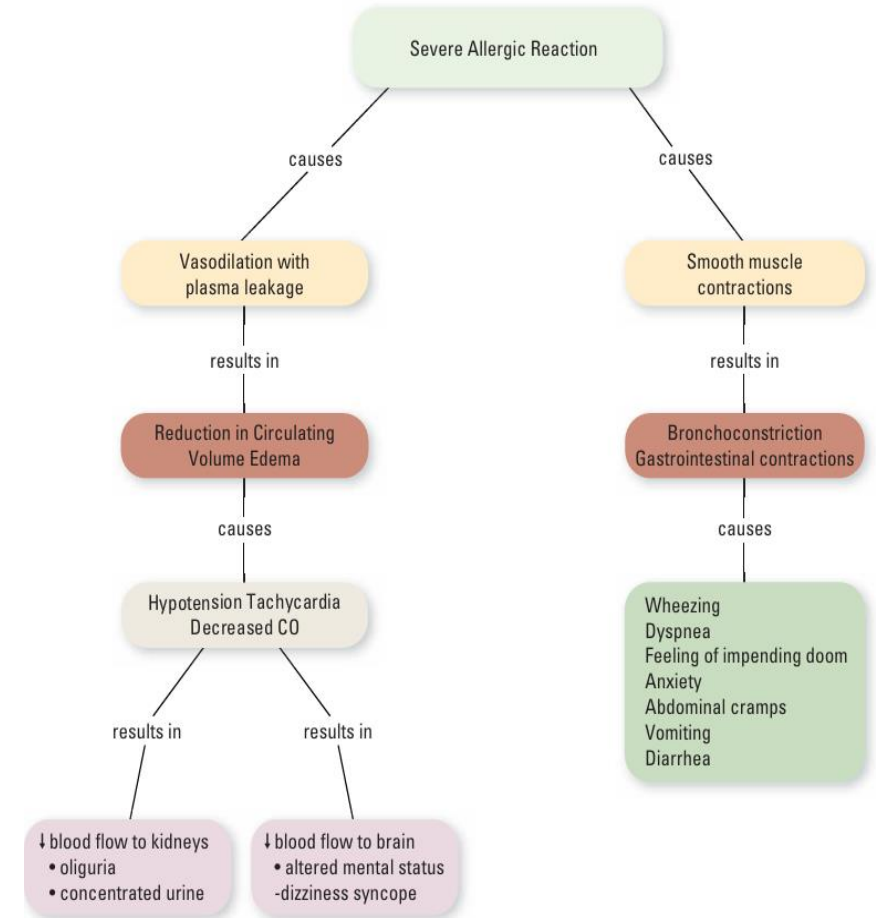 Severe Allergic Reaction
causes
causes
Vasodilation with
plasma leakage
Smooth muscle
contractions
results in
results in
Reduction in Circulating
Volume Edema
Bronchoconstriction
Gastrointestinal contractions
causes
causes
Hypotension Tachycardia
Decreased CO
Wheezing
Dyspnea
Feeling of impending doom
Anxiety
Abdominal cramps
Vomiting
Diarrhea
results in
results in
↓ blood flow to kidneys
• oliguria
• concentrated urine
↓ blood flow to brain
• altered mental status
-dizziness syncope